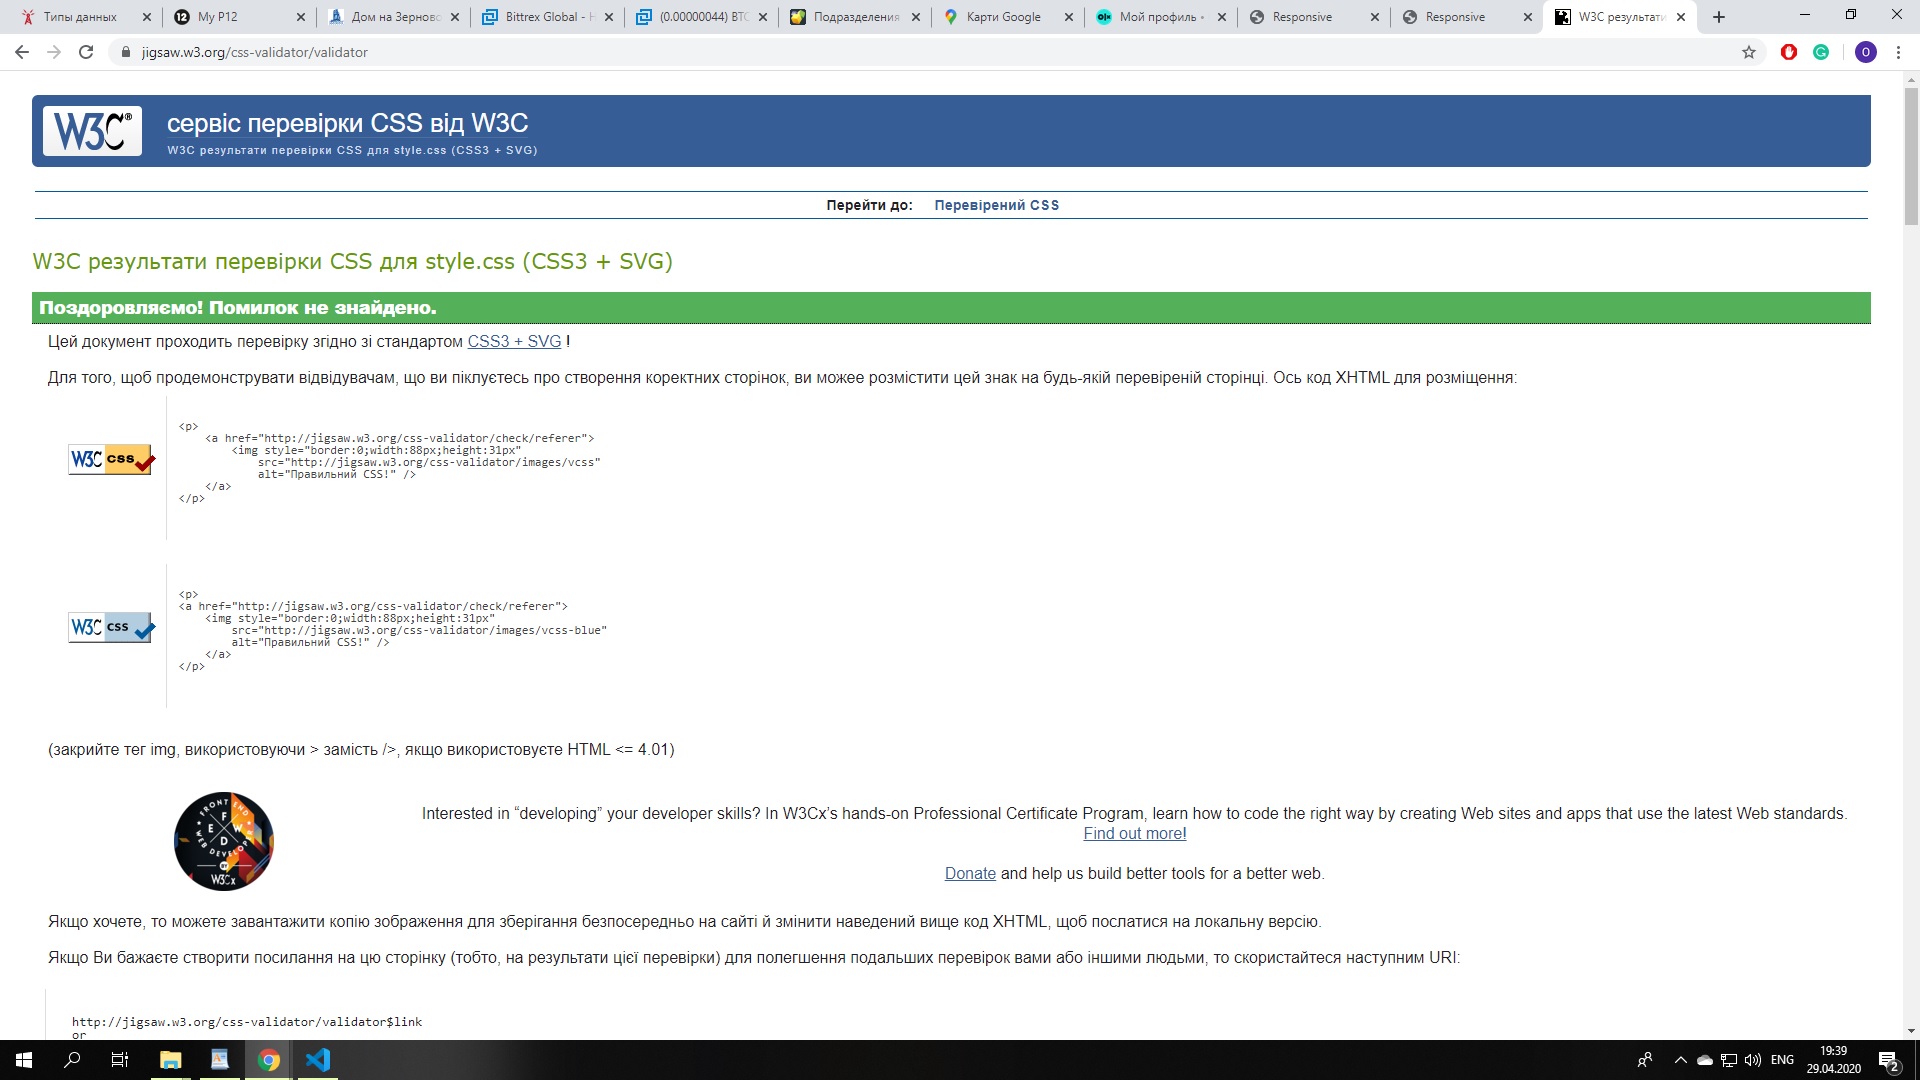 Типы данных
My P12
Дом на Зерново
Bittrex Global - H
(0.00000044) BTC
Подразделения
Карти Google
Мой профиль •
Responsive
Responsive
W3C результати
jigsaw.w3.org/css-validator/validator
O
W3C®
сервіс перевірки CSS від W3C
W3C результати перевірки CSS для style.css (CSS3 + SVG)
Перейти до: Перевірений CSS
W3C результати перевірки CSS для style.css (CSS3 + SVG)
Поздоровляємо! Помилок не знайдено.
Цей документ проходить перевірку згідно зі стандартом CSS3 + SVG !
Для того, щоб продемонструвати відвідувачам, що ви піклуєтесь про створення коректних сторінок, ви можее розмістити цей знак на будь-якій перевіреній сторінці. Ось код XHTML для розміщення:
W3C css
<p>
<a href="http://jigsaw.w3.org/css-validator/check/referer">
<img style="border:0;width:88px;height:31px"
src="http://jigsaw.w3.org/css-validator/images/vcss"
alt="Правильний CSS!" />
</a>
</p>
W3C css
<p>
<a href="http://jigsaw.w3.org/css-validator/check/referer">
<img style="border:0;width:88px;height:31px"
src="http://jigsaw.w3.org/css-validator/images/vcss-blue"
alt="Правильний CSS!" />
</a>
</p>
(закрийте тег img, використовуючи > замість />, якщо використовуєте HTML <= 4.01)
FRONT END
WEB DEVELOPER
F
E W
D
W3Cx
Interested in “developing” your developer skills? In W3Cx’s hands-on Professional Certificate Program, learn how to code the right way by creating Web sites and apps that use the latest Web standards.
Find out more!
Donate and help us build better tools for a better web.
Якщо хочете, то можете завантажити копію зображення для зберігання безпосередньо на сайті й змінити наведений вище код XHTML, щоб послатися на локальну версію.
Якщо Ви бажаєте створити посилання на цю сторінку (тобто, на результати цієї перевірки) для полегшення подальших перевірок вами або іншими людьми, то скористайтеся наступним URI:
http://jigsaw.w3.org/css-validator/validator$link
or
ENG
19:39
29.04.2020
2